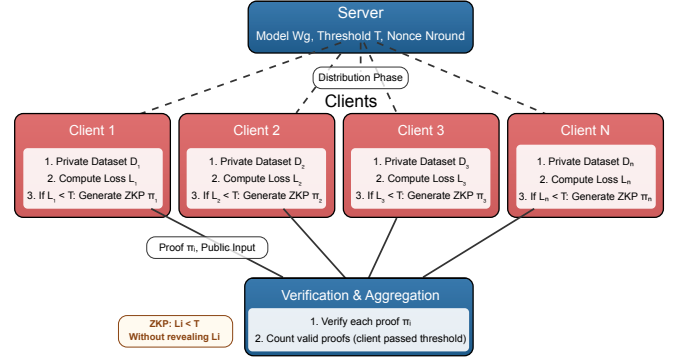 Server
Model Wg, Threshold T, Nonce Nround
Distribution Phase
Clients
Client 1
1. Private Dataset D₁
2. Compute Loss L₁
3. If L₁ < T: Generate ZKP π₁
Client 2
1. Private Dataset D₂
2. Compute Loss L₂
3. If L₂ < T: Generate ZKP π₂
Client 3
1. Private Dataset D₃
2. Compute Loss L₃
3. If L₃ < T: Generate ZKP π₃
Client N
1. Private Dataset Dₙ
2. Compute Loss Lₙ
3. If Lₙ < T: Generate ZKP πₙ
Proof πᵢ, Public Input
Verification & Aggregation
1. Verify each proof πᵢ
2. Count valid proofs (client passed threshold)
ZKP: Li < T
Without revealing Li